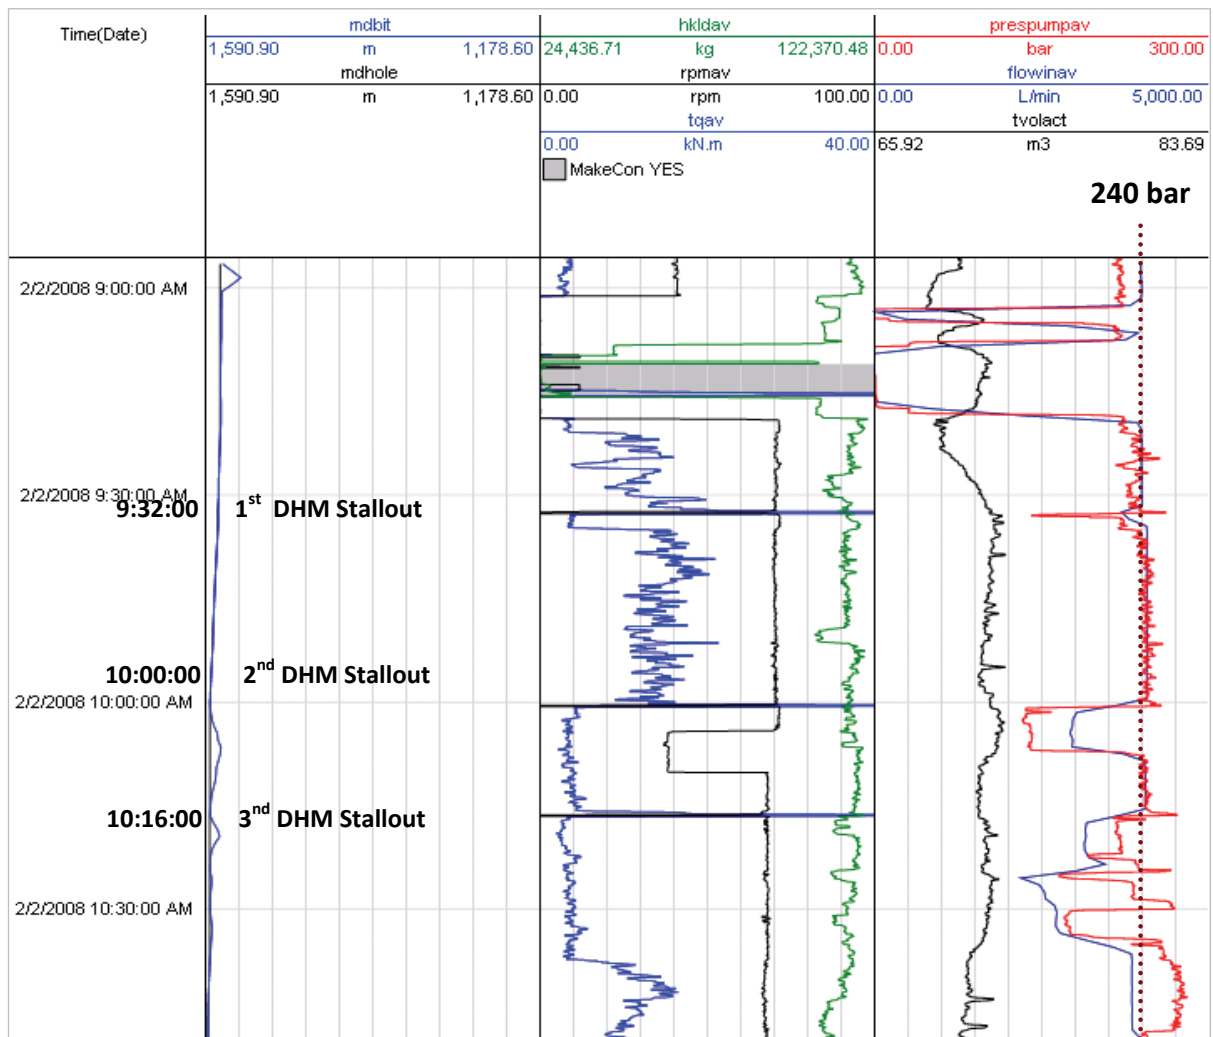 Time(Date)
mdbit
1,590.90 m 1,178.60
mdhole
1,590.90 m 1,178.60
hkldav
24,436.71 kg 122,370.48
rpmav
0.00 rpm 100.00
tqav
0.00 kN.m 40.00
MakeCon YES
prespumpav
0.00 bar 300.00
flowinav
0.00 L/min 5,000.00
tvolact
65.92 m3 83.69
240 bar
2/2/2008 9:00:00 AM
2/2/2008 9:30:00 AM
9:32:00 1st DHM Stallout
10:00:00 2nd DHM Stallout
2/2/2008 10:00:00 AM
10:16:00 3nd DHM Stallout
2/2/2008 10:30:00 AM